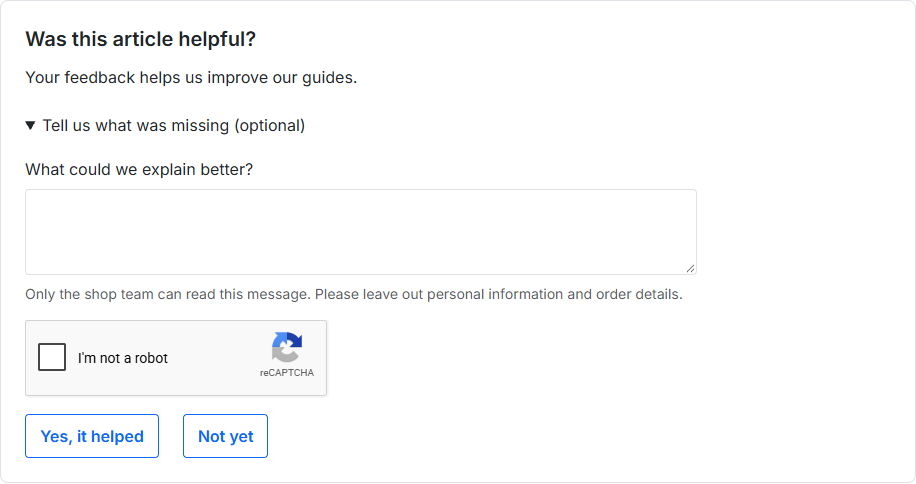 Was this article helpful?
Your feedback helps us improve our guides.
▼ Tell us what was missing (optional)
What could we explain better?
Only the shop team can read this message. Please leave out personal information and order details.
I'm not a robot
reCAPTCHA
Yes, it helped
Not yet